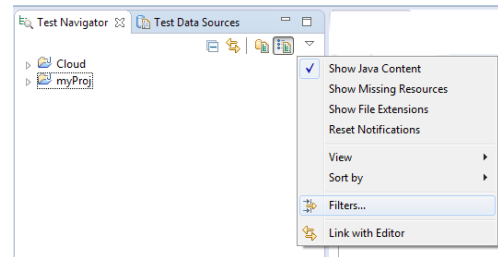 Test Navigator Test Data Sources
Cloud
myProj
Show Java Content
Show Missing Resources
Show File Extensions
Reset Notifications
View
Sort by
Filters...
Link with Editor